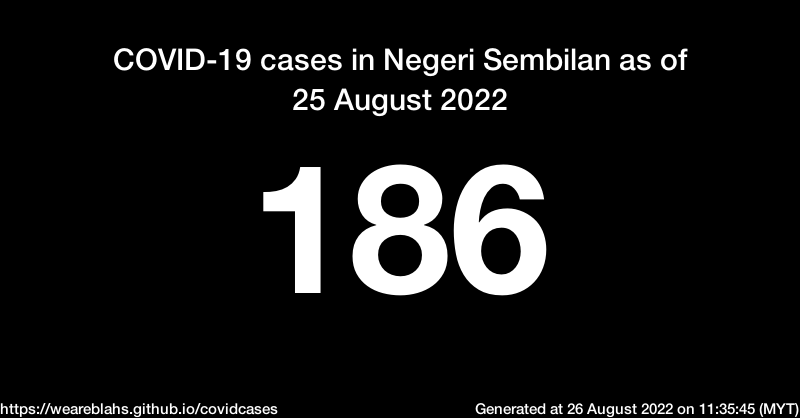 COVID-19 cases in Negeri Sembilan as of
25 August 2022
186
https://weareblahs.github.io/covidcases
Generated at 26 August 2022 on 11:35:45 (MYT)